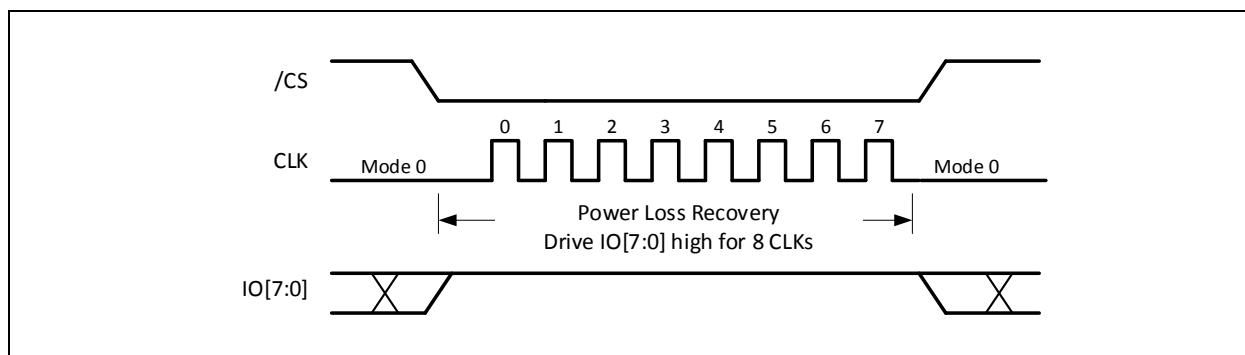 /CS
0 1 2 3 4 5 6 7
CLK
Mode 0 Mode 0
Power Loss Recovery
Drive IO[7:0] high for 8 CLKs
IO[7:0]